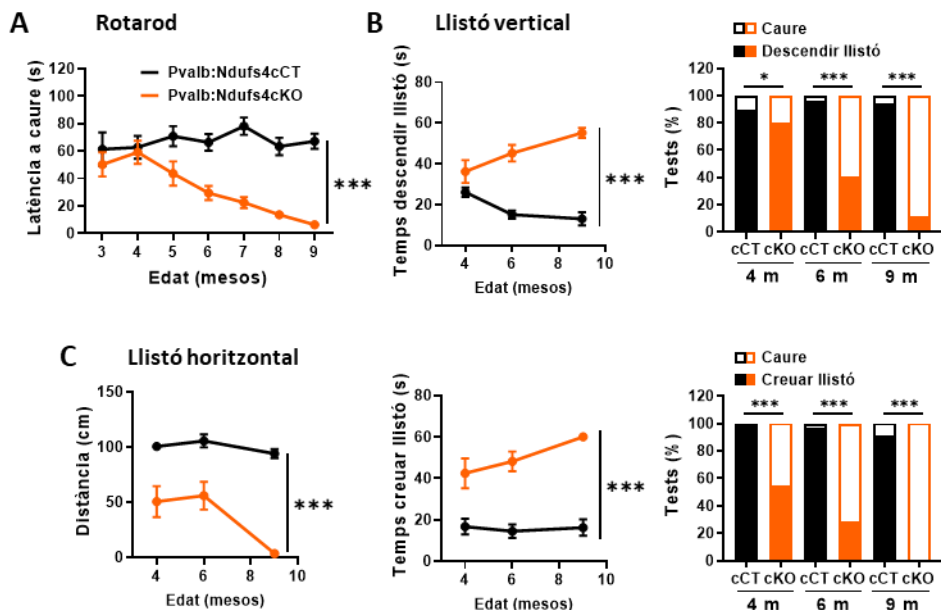 A Rotarod
Latència a caure (s)
120
100
80
60
40
20
0
Pvalb:Ndufs4cCT
Pvalb:Ndufs4cKO
***
3 4 5 6 7 8 9
Edat (mesos)
B Llistó vertical
Temps descendir llistó (s)
80
60
40
20
0
***
4 6 8 10
Edat (mesos)
Caure
Descendir llistó
Tests (%)
120
100
80
60
40
20
0
* *** ***
cCT cKO cCT cKO cCT cKO
4 m 6 m 9 m
C Llistó horitzontal
Distància (cm)
150
100
50
0
***
4 6 8 10
Edat (mesos)
Temps creuar llistó (s)
80
60
40
20
0
***
4 6 8 10
Edat (mesos)
Caure
Creuar llistó
Tests (%)
120
100
80
60
40
20
0
*** *** ***
cCT cKO cCT cKO cCT cKO
4 m 6 m 9 m